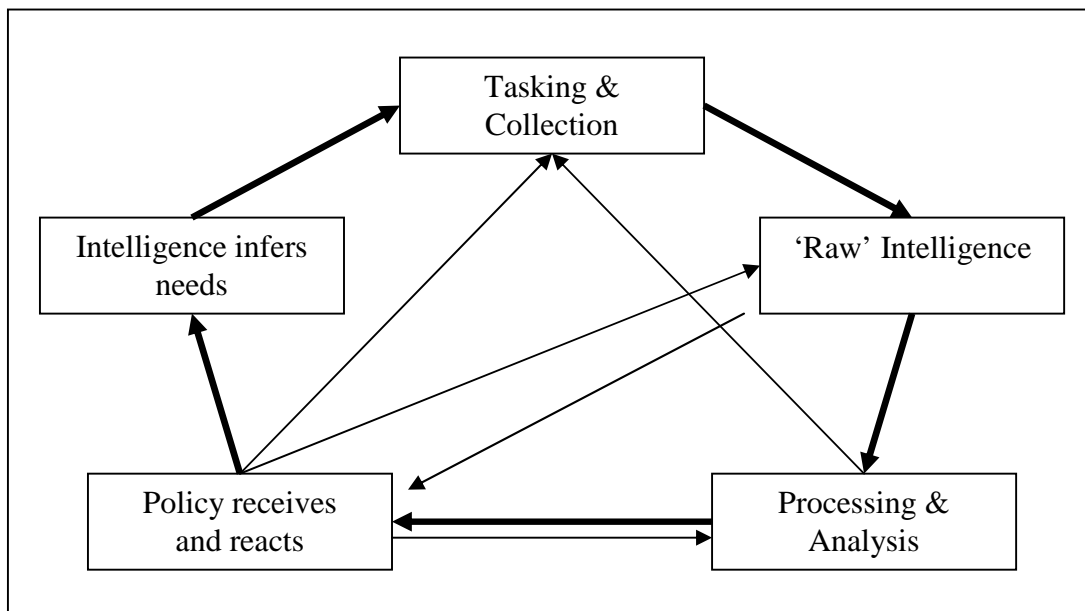 Tasking &
Collection
Intelligence infers
needs
‘Raw’ Intelligence
Policy receives
and reacts
Processing &
Analysis